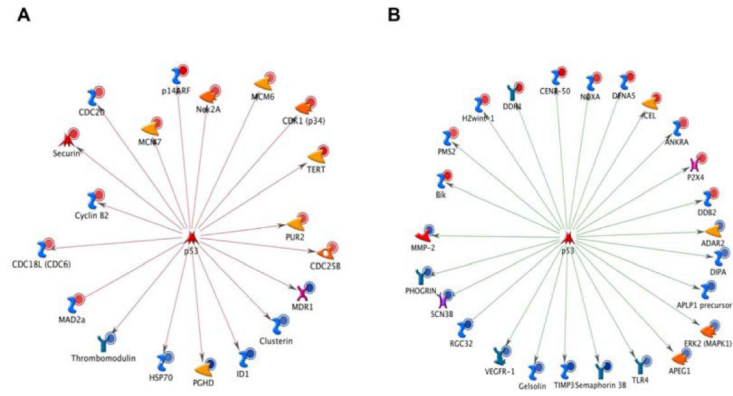 A
B
p14ARF
Nek2A
MCM6
CDK1 (p34)
CDC20
MCM7
Securin
TERT
Cyclin B2
PUR2
p53
CDC18L (CDC6)
CDC25B
MDR1
MAD2a
Clusterin
Thrombomodulin
HSP70
PGHD
ID1
CENP-50
NOXA
DFNA5
DDR1
ICEL
HZwint-1
ANKRA
PMS2
P2X4
Bik
DDB2
MMP-2
p53
ADAR2
DIPA
PHOGRIN
SCN3B
APLP1 precursor
RGC32
ERK2 (MAPK1)
VEGFR-1
APEG1
Gelsolin
TIMP3
Semaphorin 3B
TLR4